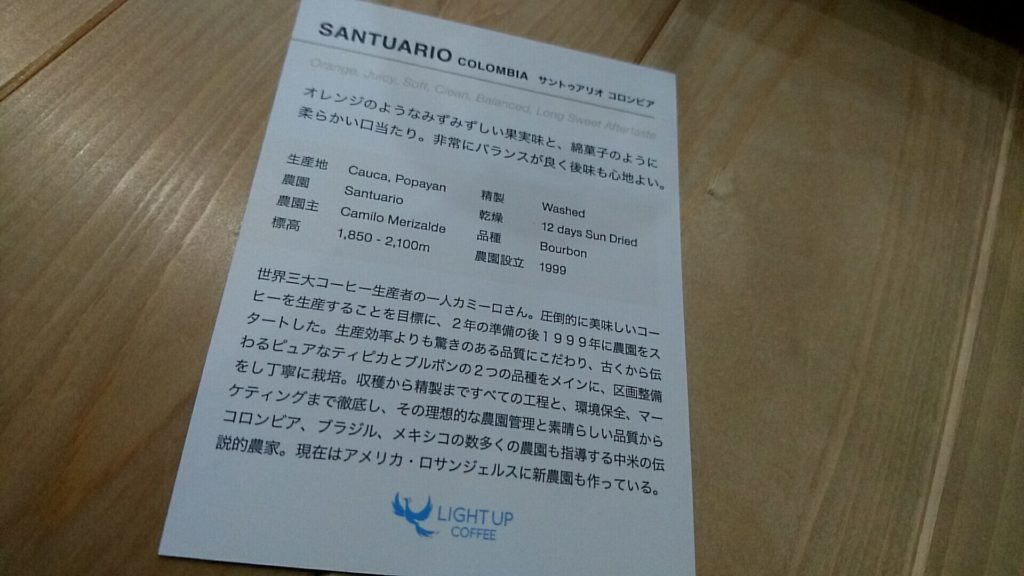 SANTUARIO COLOMBIA サントゥアリオ コロンビア
Orange, Juicy, Soft, Clean, Balanced, Long Sweet Aftertaste
オレンジのようなみずみずしい果実味と、綿菓子のように
柔らかい口当たり。非常にバランスが良く後味も心地よい。
生産地 Cauca, Popayan
農園 Santuario
農園主 Camilo Merizalde
標高 1,850 - 2,100m
精製 Washed
乾燥 12 days Sun Dried
品種 Bourbon
農園設立 1999
世界三大コーヒー生産者の一人カミーロさん。圧倒的に美味しいコー
ヒーを生産することを目標に、２年の準備の後１９９９年に農園をス
タートした。生産効率よりも驚きのある品質にこだわり、古くから伝
わるピュアなティピカとブルボンの２つの品種をメインに、区画整備
をし丁寧に栽培。収穫から精製まですべての工程と、環境保全、マー
ケティングまで徹底し、その理想的な農園管理と素晴らしい品質から
コロンビア、ブラジル、メキシコの数多くの農園も指導する中米の伝
説的農家。現在はアメリカ・ロサンジェルスに新農園も作っている。
LIGHT UP
COFFEE